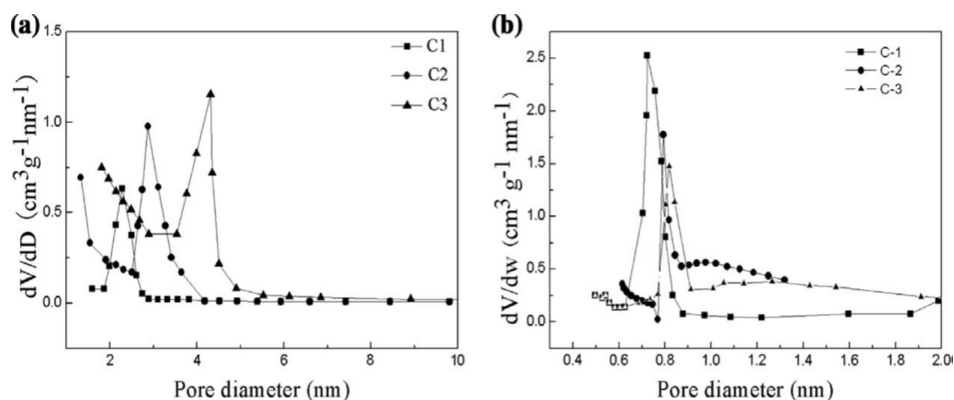 (a)
1.5
1.0
0.5
0.0
dV/dD (cm³g⁻¹nm⁻¹)
C1
C2
C3
2
4
6
8
10
Pore diameter (nm)
(b)
2.5
2.0
1.5
1.0
0.5
0.0
dV/dw (cm³ g⁻¹ nm⁻¹)
C-1
C-2
C-3
0.4
0.6
0.8
1.0
1.2
1.4
1.6
1.8
2.00
Pore diameter (nm)